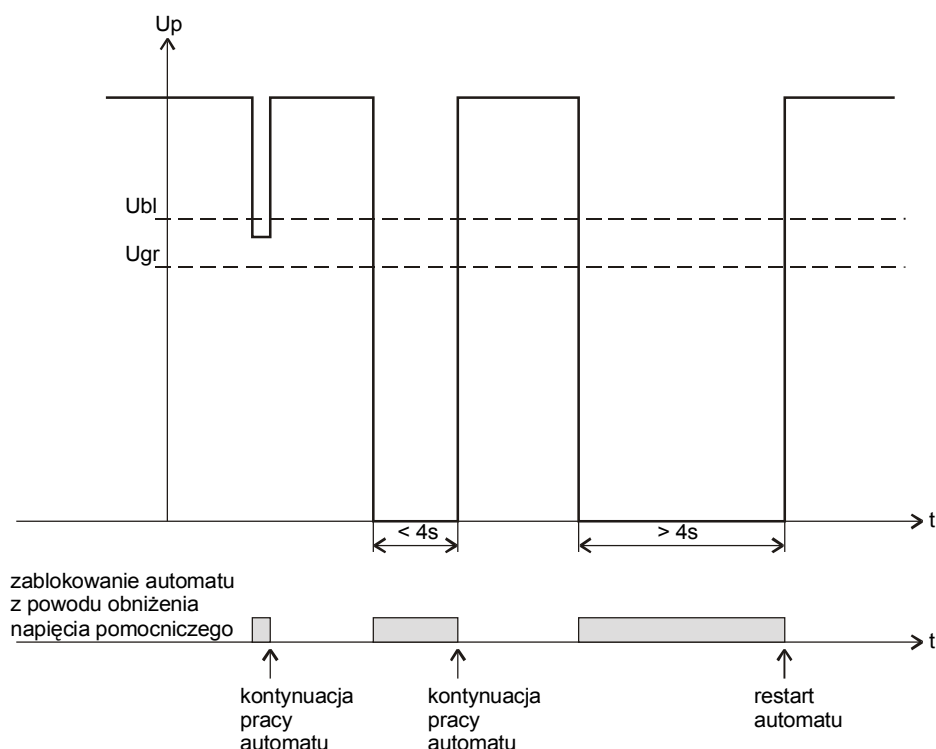 Up
Ubl
Ugr
t
< 4s
> 4s
zablokowanie automatu
z powodu obniżenia
napięcia pomocniczego
t
kontynuacja
pracy
automatu
kontynuacja
pracy
automatu
restart
automatu